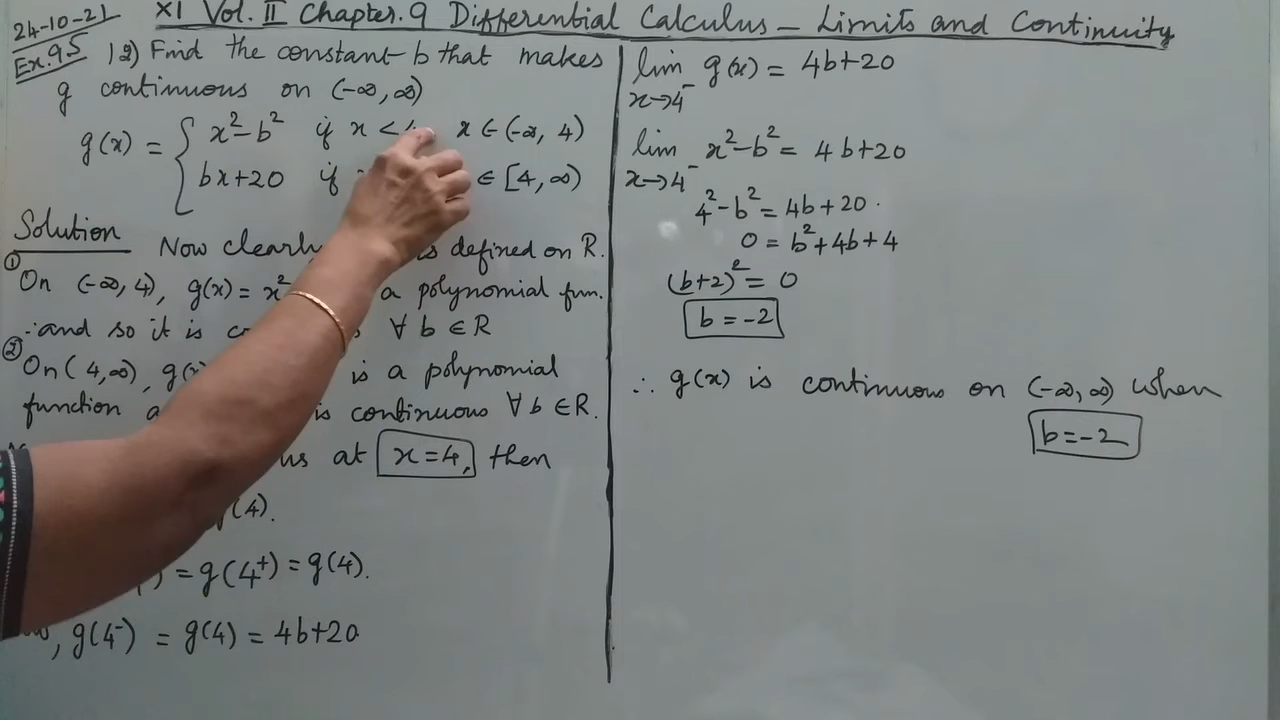 24-10-21
XI Vol. II Chapter. 9 Differential Calculus - Limits and Continuity
Ex. 9.5 12) Find the constant b that makes
g continuous on (-∞, ∞)
g(x) = { x² - b² if x < x ∈ (-∞, 4)
bx + 20 if ∈ [4, ∞)
Solution
Now clearly defined on R.
① On (-∞, 4), g(x) = x² a polynomial fun.
∴ and so it is ∀ b ∈ R
② On (4, ∞), is a polynomial
function is continuous ∀ b ∈ R.
at x = 4, then
(4).
= g(4⁺) = g(4).
, g(4⁻) = g(4) = 4b + 20
lim g(x) = 4b + 20
x→4⁻
lim x² - b² = 4b + 20
x→4⁻
4² - b² = 4b + 20.
0 = b² + 4b + 4
(b + 2)² = 0
b = -2
∴ g(x) is continuous on (-∞, ∞) when
b = -2